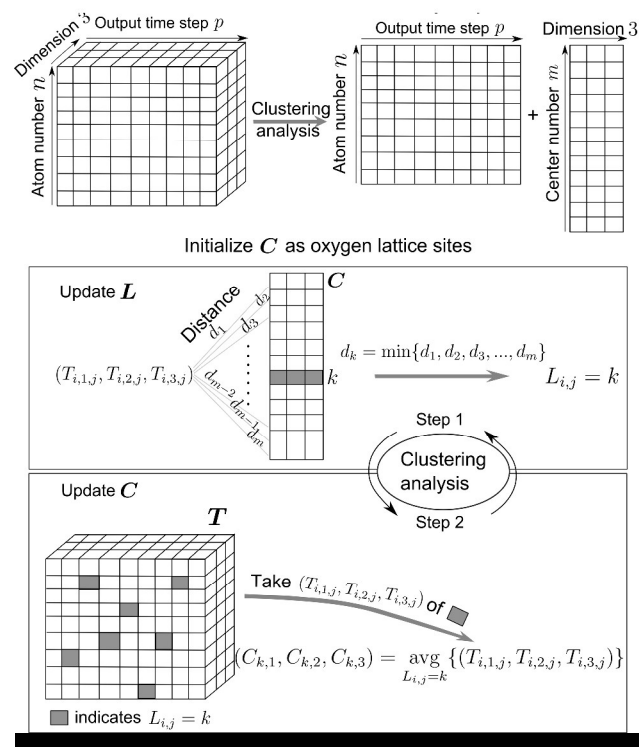 Dimension 3
Output time step p
Atom number n
Clustering
analysis
Output time step p
Atom number n
+
Dimension 3
Center number m
Initialize C as oxygen lattice sites
Update L
Distance
C
d₁
d₂
d₃
(Tᵢ,₁,ⱼ, Tᵢ,₂,ⱼ, Tᵢ,₃,ⱼ)
dₘ₋₂
dₘ₋₁
dₘ
k
dₖ = min{d₁, d₂, d₃, ..., dₘ}
Lᵢ,ⱼ = k
Step 1
Clustering
analysis
Step 2
Update C
T
Take (Tᵢ,₁,ⱼ, Tᵢ,₂,ⱼ, Tᵢ,₃,ⱼ) of
(Cₖ,₁, Cₖ,₂, Cₖ,₃) = avg {(Tᵢ,₁,ⱼ, Tᵢ,₂,ⱼ, Tᵢ,₃,ⱼ)}
Lᵢ,ⱼ=k
indicates Lᵢ,ⱼ = k